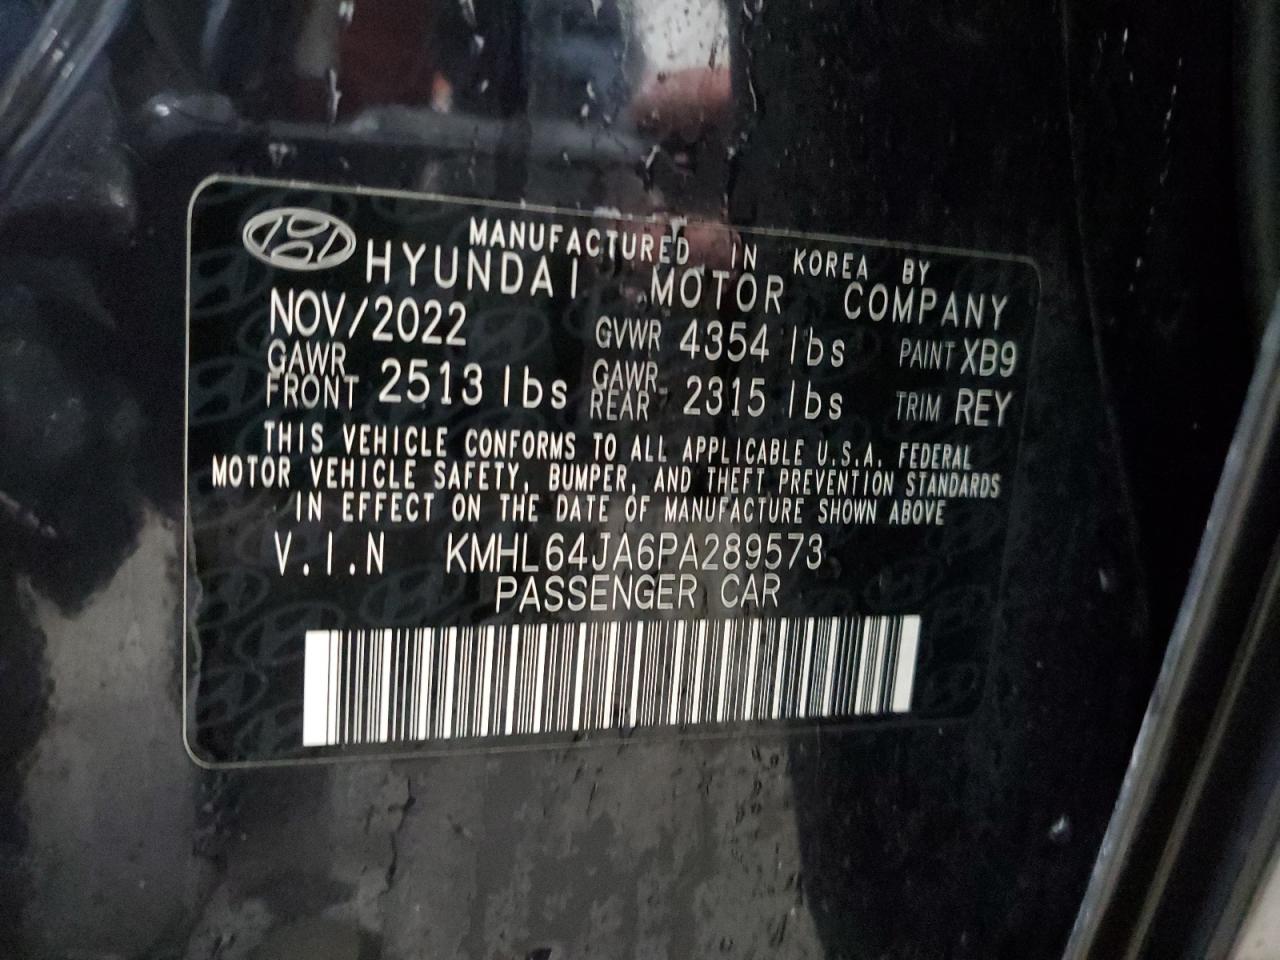 MANUFACTURED IN KOREA BY
HYUNDAI MOTOR COMPANY
NOV/2022 GVWR 4354 lbs PAINT XB9
GAWR FRONT 2513 lbs GAWR REAR 2315 lbs TRIM REY
THIS VEHICLE CONFORMS TO ALL APPLICABLE U.S.A. FEDERAL
MOTOR VEHICLE SAFETY, BUMPER, AND THEFT PREVENTION STANDARDS
IN EFFECT ON THE DATE OF MANUFACTURE SHOWN ABOVE
V.I.N KMHL64JA6PA289573
PASSENGER CAR